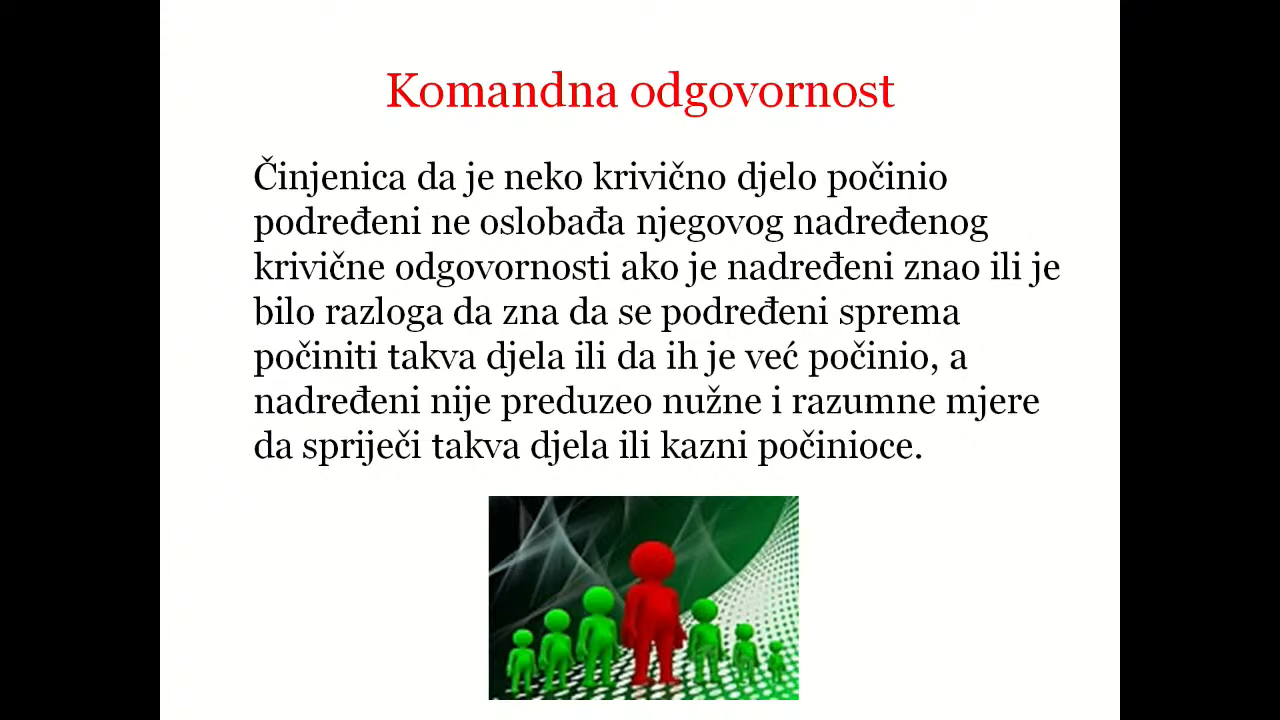 Komandna odgovornost
Činjenica da je neko krivično djelo počinio
podređeni ne oslobađa njegovog nadređenog
krivične odgovornosti ako je nadređeni znao ili je
bilo razloga da zna da se podređeni sprema
počiniti takva djela ili da ih je već počinio, a
nadređeni nije preduzeo nužne i razumne mjere
da spriječi takva djela ili kazni počinioce.